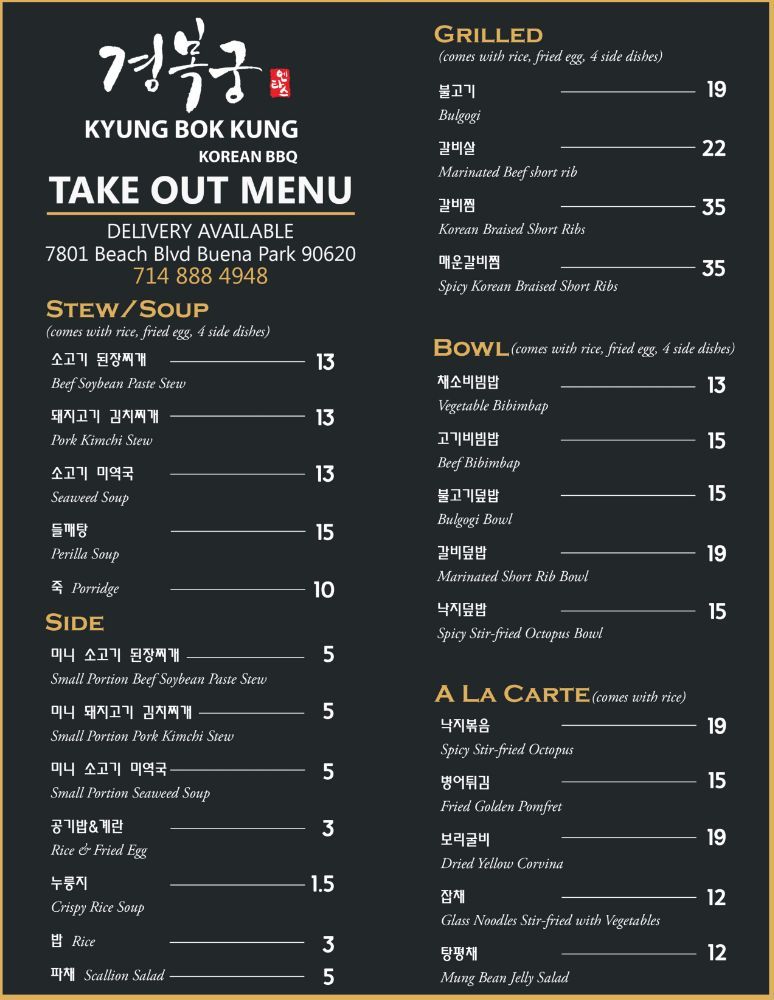 경복궁
엔타스
KYUNG BOK KUNG
KOREAN BBQ
TAKE OUT MENU
DELIVERY AVAILABLE
7801 Beach Blvd Buena Park 90620
714 888 4948
STEW/SOUP
(comes with rice, fried egg, 4 side dishes)
소고기 된장찌개 13
Beef Soybean Paste Stew
돼지고기 김치찌개 13
Pork Kimchi Stew
소고기 미역국 13
Seaweed Soup
들깨탕 15
Perilla Soup
죽 Porridge 10
SIDE
미니 소고기 된장찌개 5
Small Portion Beef Soybean Paste Stew
미니 돼지고기 김치찌개 5
Small Portion Pork Kimchi Stew
미니 소고기 미역국 5
Small Portion Seaweed Soup
공기밥&계란 3
Rice & Fried Egg
누룽지 1.5
Crispy Rice Soup
밥 Rice 3
파채 Scallion Salad 5
GRILLED
(comes with rice, fried egg, 4 side dishes)
불고기 19
Bulgogi
갈비살 22
Marinated Beef short rib
갈비찜 35
Korean Braised Short Ribs
매운갈비찜 35
Spicy Korean Braised Short Ribs
BOWL (comes with rice, fried egg, 4 side dishes)
채소비빔밥 13
Vegetable Bibimbap
고기비빔밥 15
Beef Bibimbap
불고기덮밥 15
Bulgogi Bowl
갈비덮밥 19
Marinated Short Rib Bowl
낙지덮밥 15
Spicy Stir-fried Octopus Bowl
A LA CARTE (comes with rice)
낙지볶음 19
Spicy Stir-fried Octopus
병어튀김 15
Fried Golden Pomfret
보리굴비 19
Dried Yellow Corvina
잡채 12
Glass Noodles Stir-fried with Vegetables
탕평채 12
Mung Bean Jelly Salad